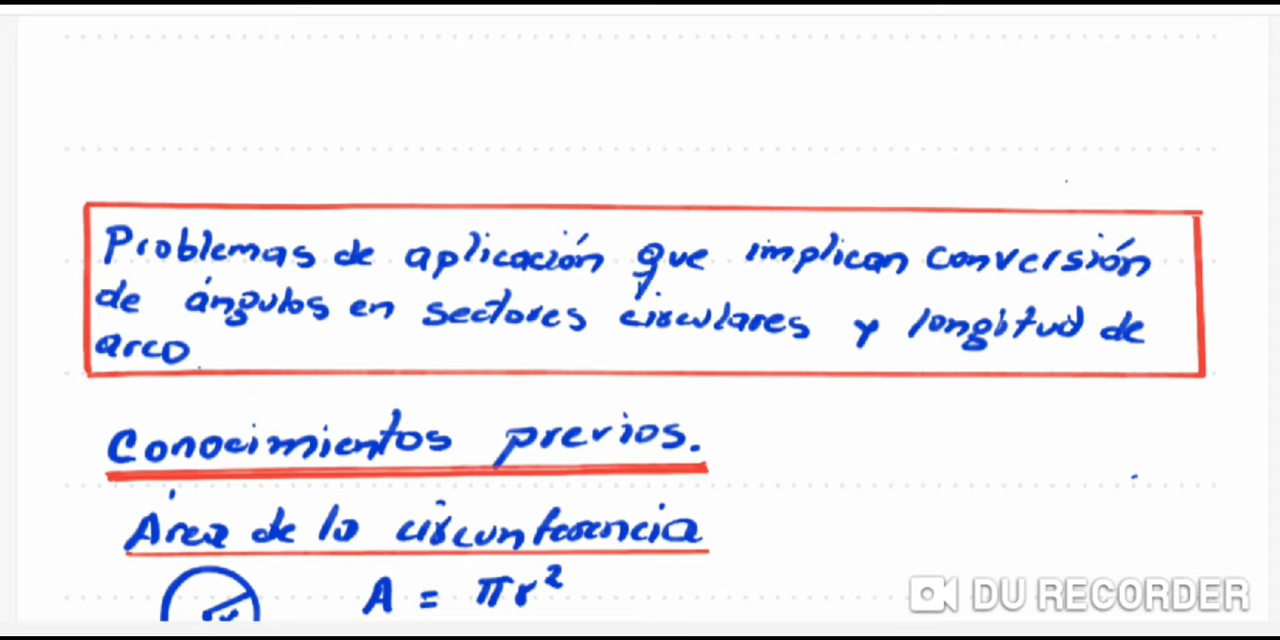 Problemas de aplicación que implican conversión
de ángulos en sectores circulares y longitud de
arco.
Conocimientos previos.
Área de la circunferencia
A = πr²
r
DU RECORDER